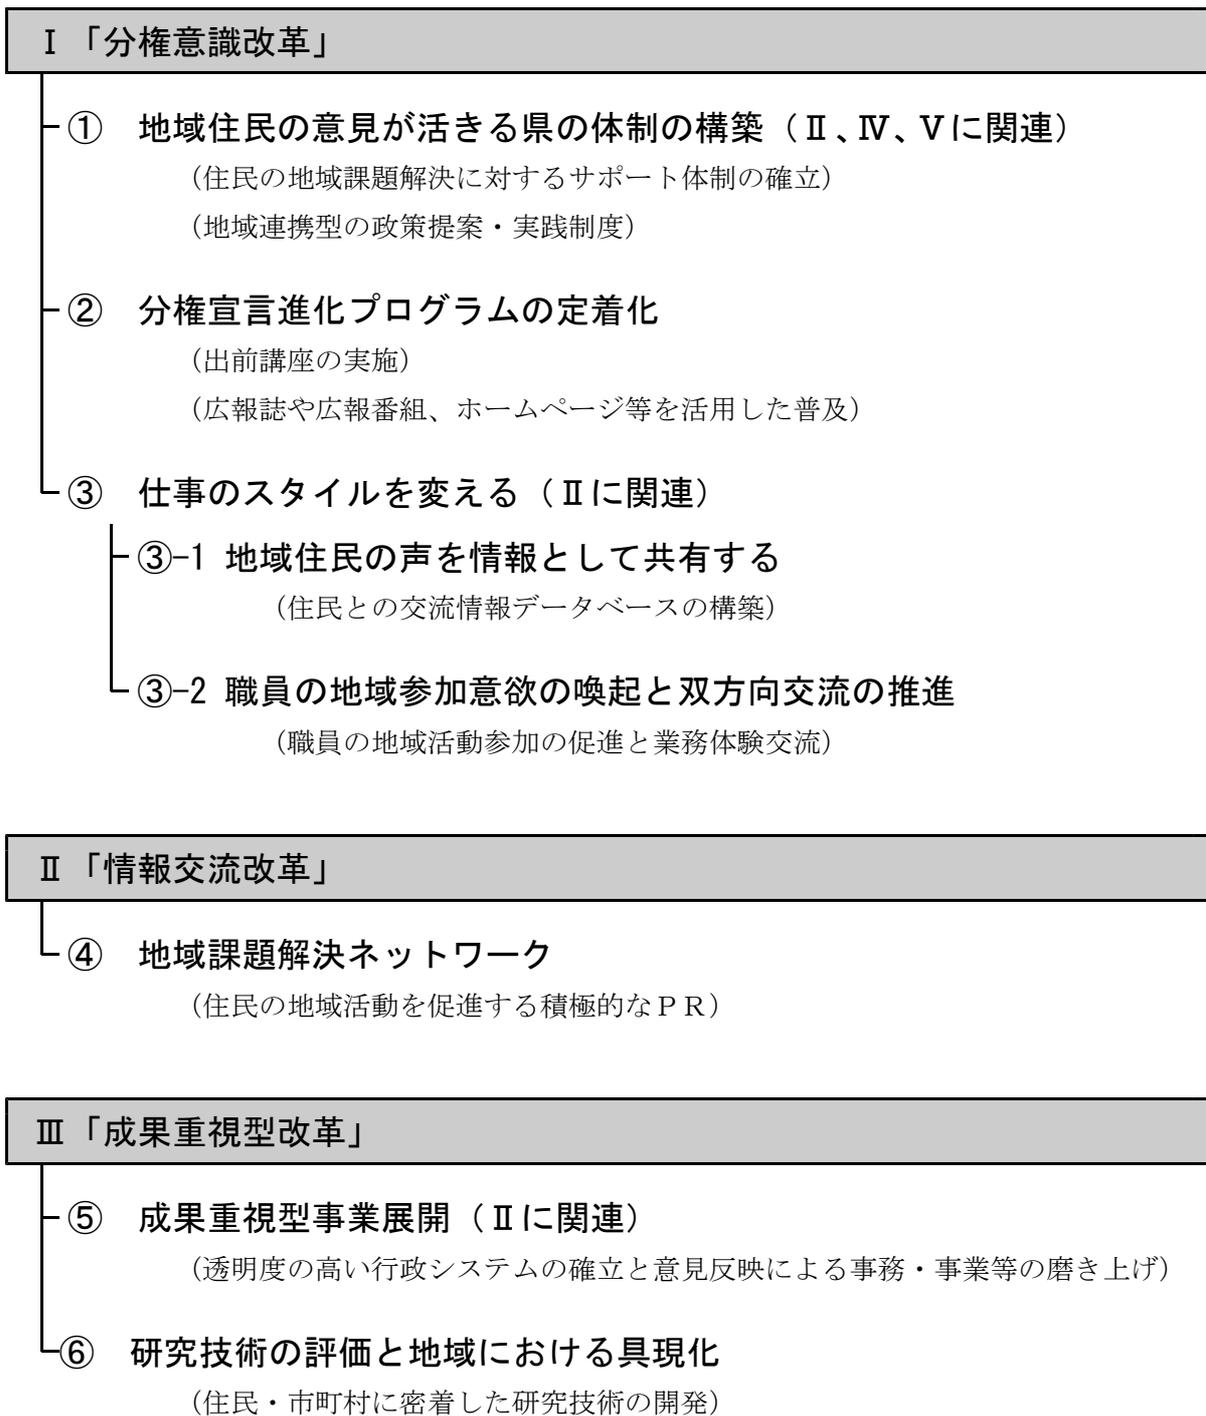 Ⅰ「分権意識改革」
① 地域住民の意見が活きる県の体制の構築（Ⅱ、Ⅳ、Ⅴに関連）
（住民の地域課題解決に対するサポート体制の確立）
（地域連携型の政策提案・実践制度）
② 分権宣言進化プログラムの定着化
（出前講座の実施）
（広報誌や広報番組、ホームページ等を活用した普及）
③ 仕事のスタイルを変える（Ⅱに関連）
③-1 地域住民の声を情報として共有する
（住民との交流情報データベースの構築）
③-2 職員の地域参加意欲の喚起と双方向交流の推進
（職員の地域活動参加の促進と業務体験交流）
Ⅱ「情報交流改革」
④ 地域課題解決ネットワーク
（住民の地域活動を促進する積極的なＰＲ）
Ⅲ「成果重視型改革」
⑤ 成果重視型事業展開（Ⅱに関連）
（透明度の高い行政システムの確立と意見反映による事務・事業等の磨き上げ）
⑥ 研究技術の評価と地域における具現化
（住民・市町村に密着した研究技術の開発）